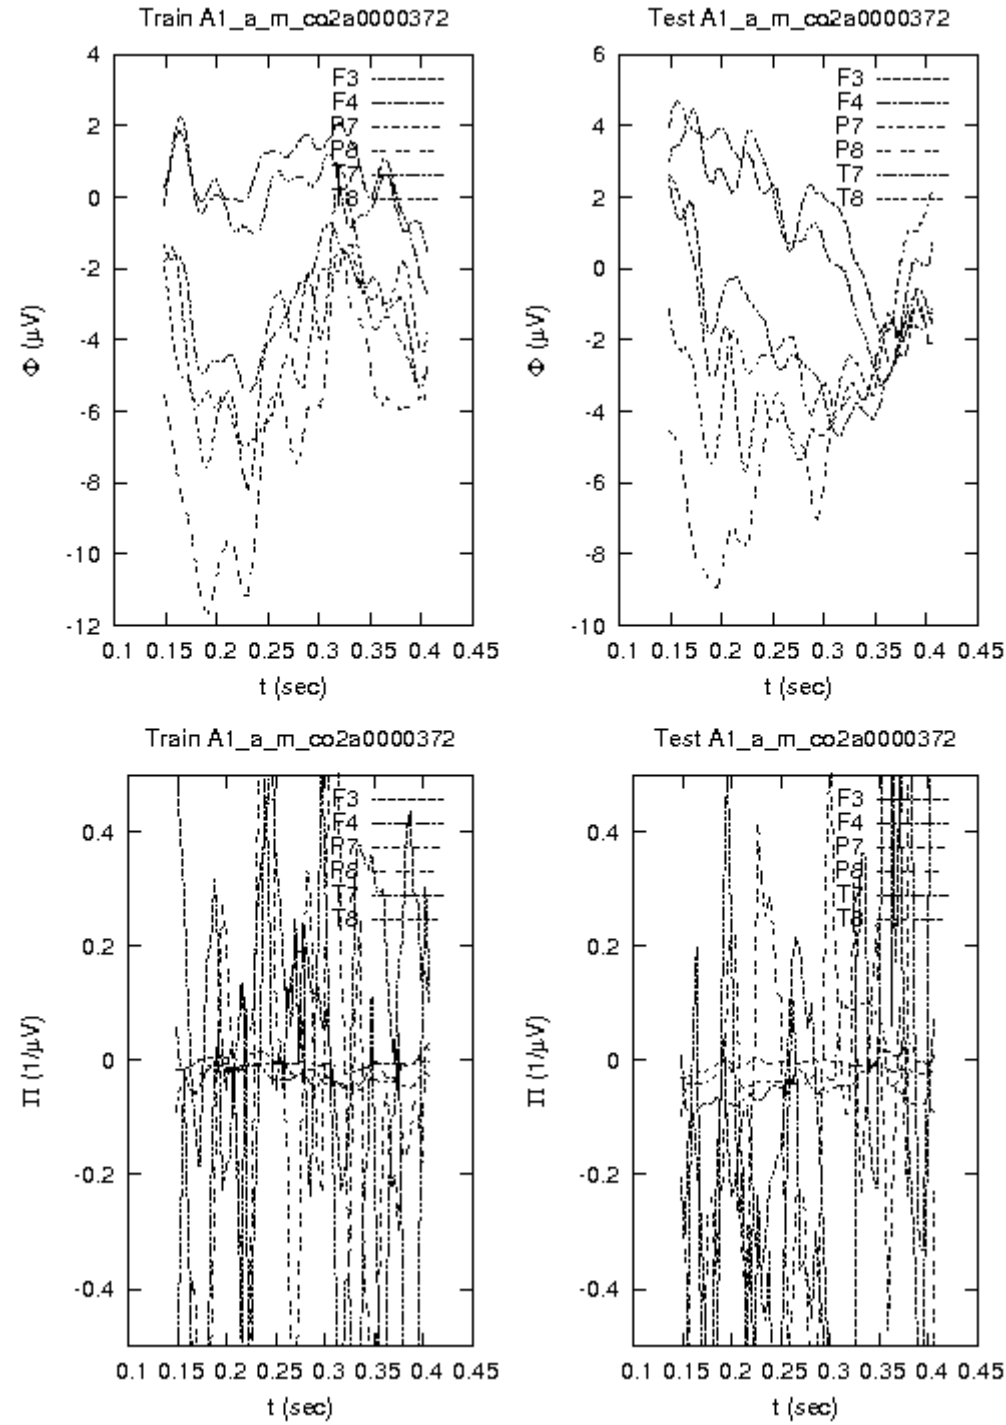 Train A1_a_m_co2a0000372
4
2
0
-2
-4
-6
-8
-10
-12
Φ (μV)
F3
F4
P7
P8
T7
T8
0.1 0.15 0.2 0.25 0.3 0.35 0.4 0.45
t (sec)
Test A1_a_m_co2a0000372
6
4
2
0
-2
-4
-6
-8
-10
Φ (μV)
F3
F4
P7
P8
T7
T8
0.1 0.15 0.2 0.25 0.3 0.35 0.4 0.45
t (sec)
Train A1_a_m_co2a0000372
0.4
0.2
0
-0.2
-0.4
Π (1/μV)
F3
F4
P7
P8
T7
T8
0.1 0.15 0.2 0.25 0.3 0.35 0.4 0.45
t (sec)
Test A1_a_m_co2a0000372
0.4
0.2
0
-0.2
-0.4
Π (1/μV)
F3
F4
P7
P8
T7
T8
0.1 0.15 0.2 0.25 0.3 0.35 0.4 0.45
t (sec)